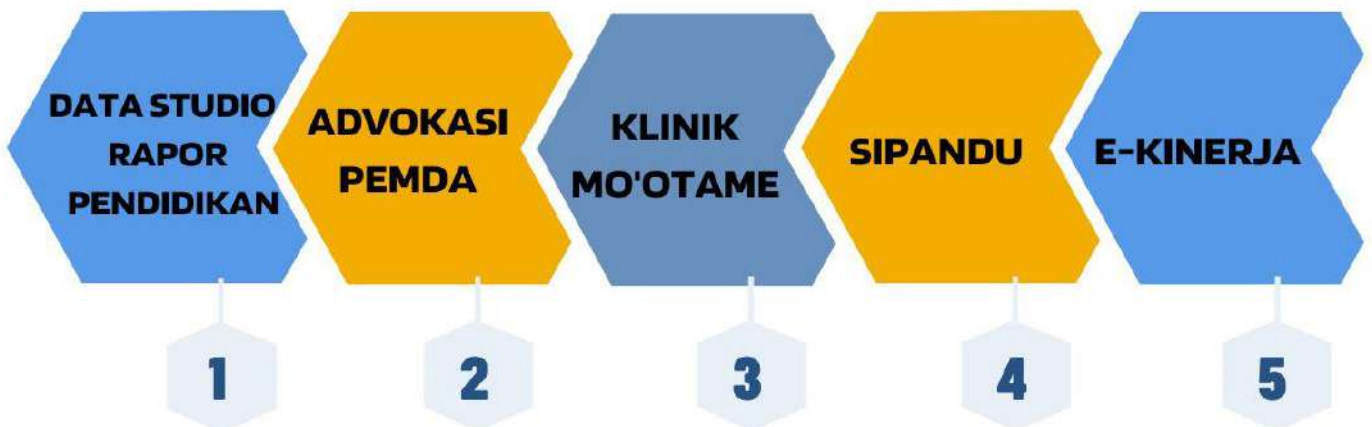 DATA STUDIO
RAPOR
PENDIDIKAN
ADVOKASI
PEMDA
KLINIK
MO'OTAME
SIPANDU
E-KINERJA
1
2
3
4
5